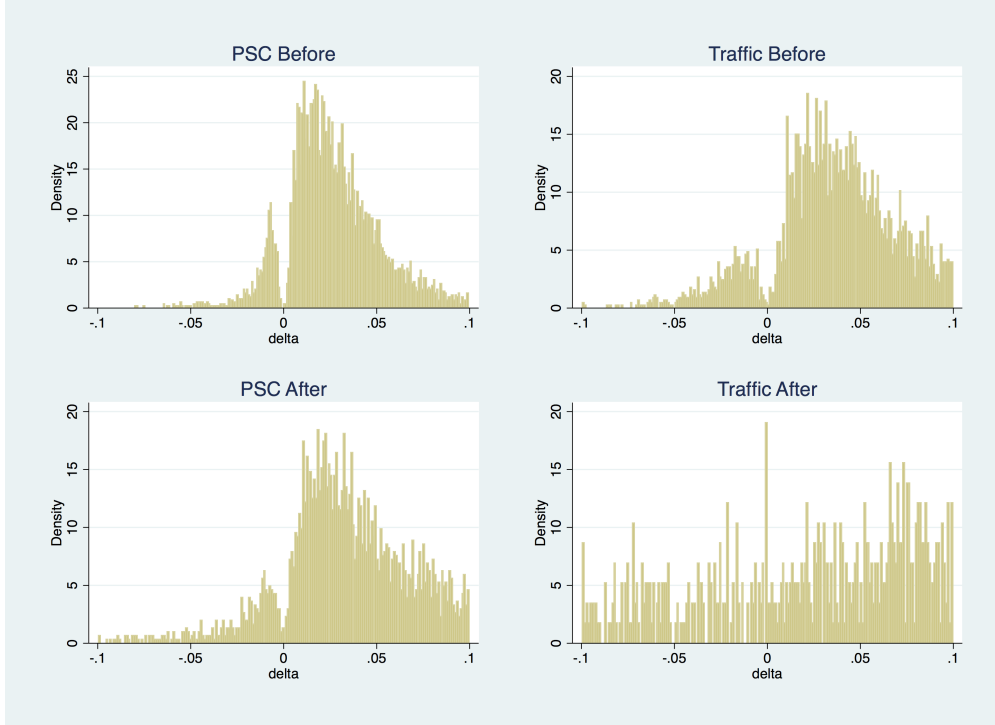 PSC Before
Density
25
20
15
10
5
0
-.1 -.05 0 .05 .1
delta
Traffic Before
Density
20
15
10
5
0
-.1 -.05 0 .05 .1
delta
PSC After
Density
20
15
10
5
0
-.1 -.05 0 .05 .1
delta
Traffic After
Density
20
15
10
5
0
-.1 -.05 0 .05 .1
delta